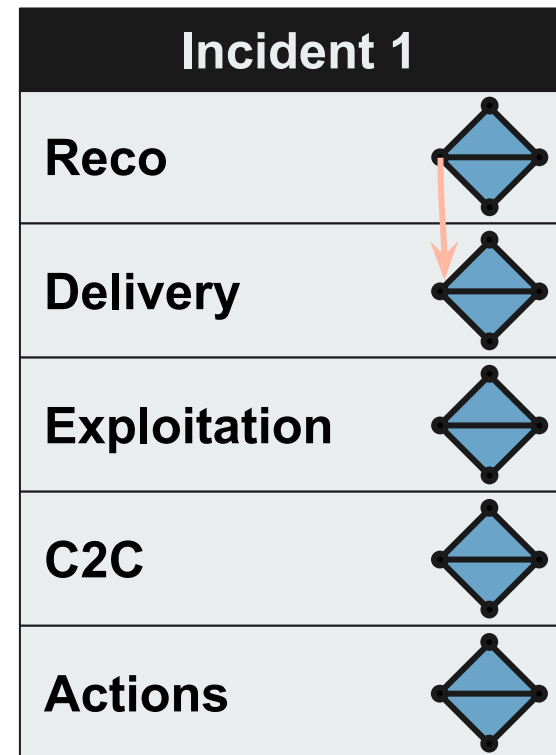 Incident 1
Reco
Delivery
Exploitation
C2C
Actions